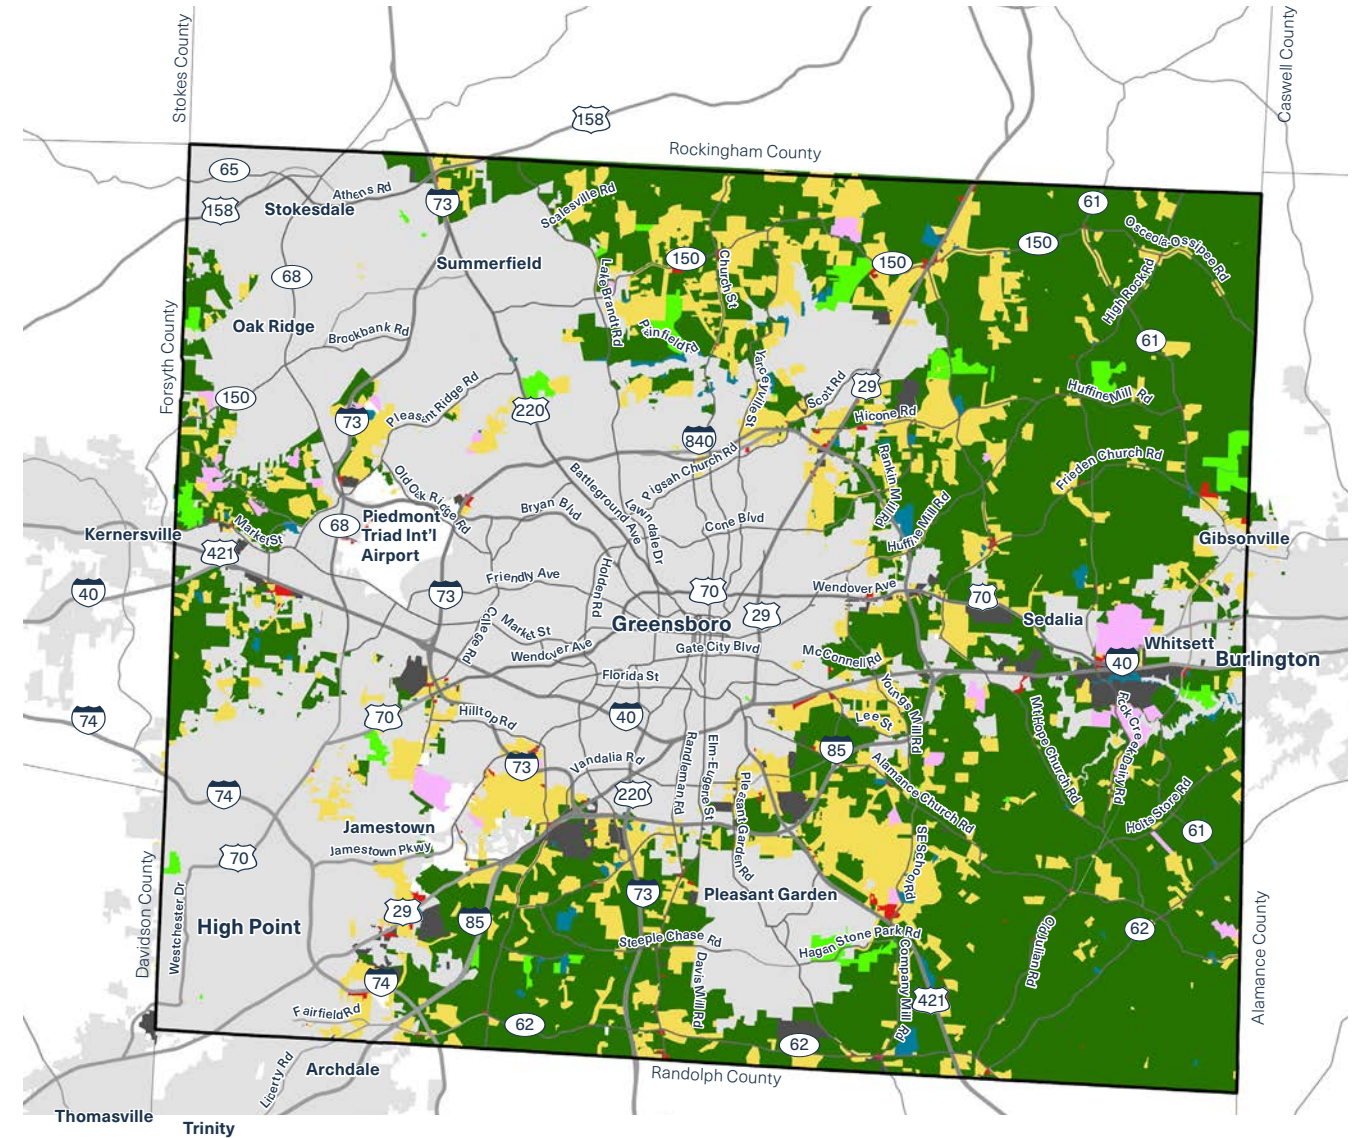 Stokes County
Caswell County
158
Rockingham County
65
Athens Rd
158
Stokesdale
73
Scalesville Rd
61
Osceola Ossipee Rd
150
68
Summerfield
150
Church St
150
High Rock Rd
Lake Brandt Rd
Oak Ridge
Brookbank Rd
61
Forsyth County
Yanceyville St
Scott Rd
29
Huffine Mill Rd
150
Pleasant Ridge Rd
220
73
Hicone Rd
840
Pigsah Church Rd
Rankin Mill Rd
Frieden Church Rd
Old Oak Ridge Rd
Battleground Ave
Lawndale Dr
Bryan Blvd
Cone Blvd
Huffine Mill Rd
Kernersville
Market St
68
Piedmont
Triad Int'l
Airport
Gibsonville
421
40
73
Friendly Ave
Holden Rd
70
Wendover Ave
70
29
Sedalia
College Rd
Market St
Greensboro
Wendover Ave
Gate City Blvd
McConnell Rd
Whitsett
40
Burlington
Florida St
Youngs Mill Rd
74
70
Hilltop Rd
40
Lee St
Mt Hope Church Rd
Rock Creek Dairy Rd
85
73
Vandalia Rd
Randleman Rd
Elm-Eugene St
Alamance Church Rd
74
220
Pleasant Garden Rd
Hoits Store Rd
61
Jamestown
Jamestown Pkwy
70
SE School Rd
Davidson County
Westchester Dr
73
Pleasant Garden
29
85
High Point
Steeple Chase Rd
Hagan Stone Park Rd
62
Old Julian Rd
Alamance County
Davis Mill Rd
Company Mill Rd
74
421
Fairfield Rd
62
62
Archdale
Randolph County
Thomasville
Trinity